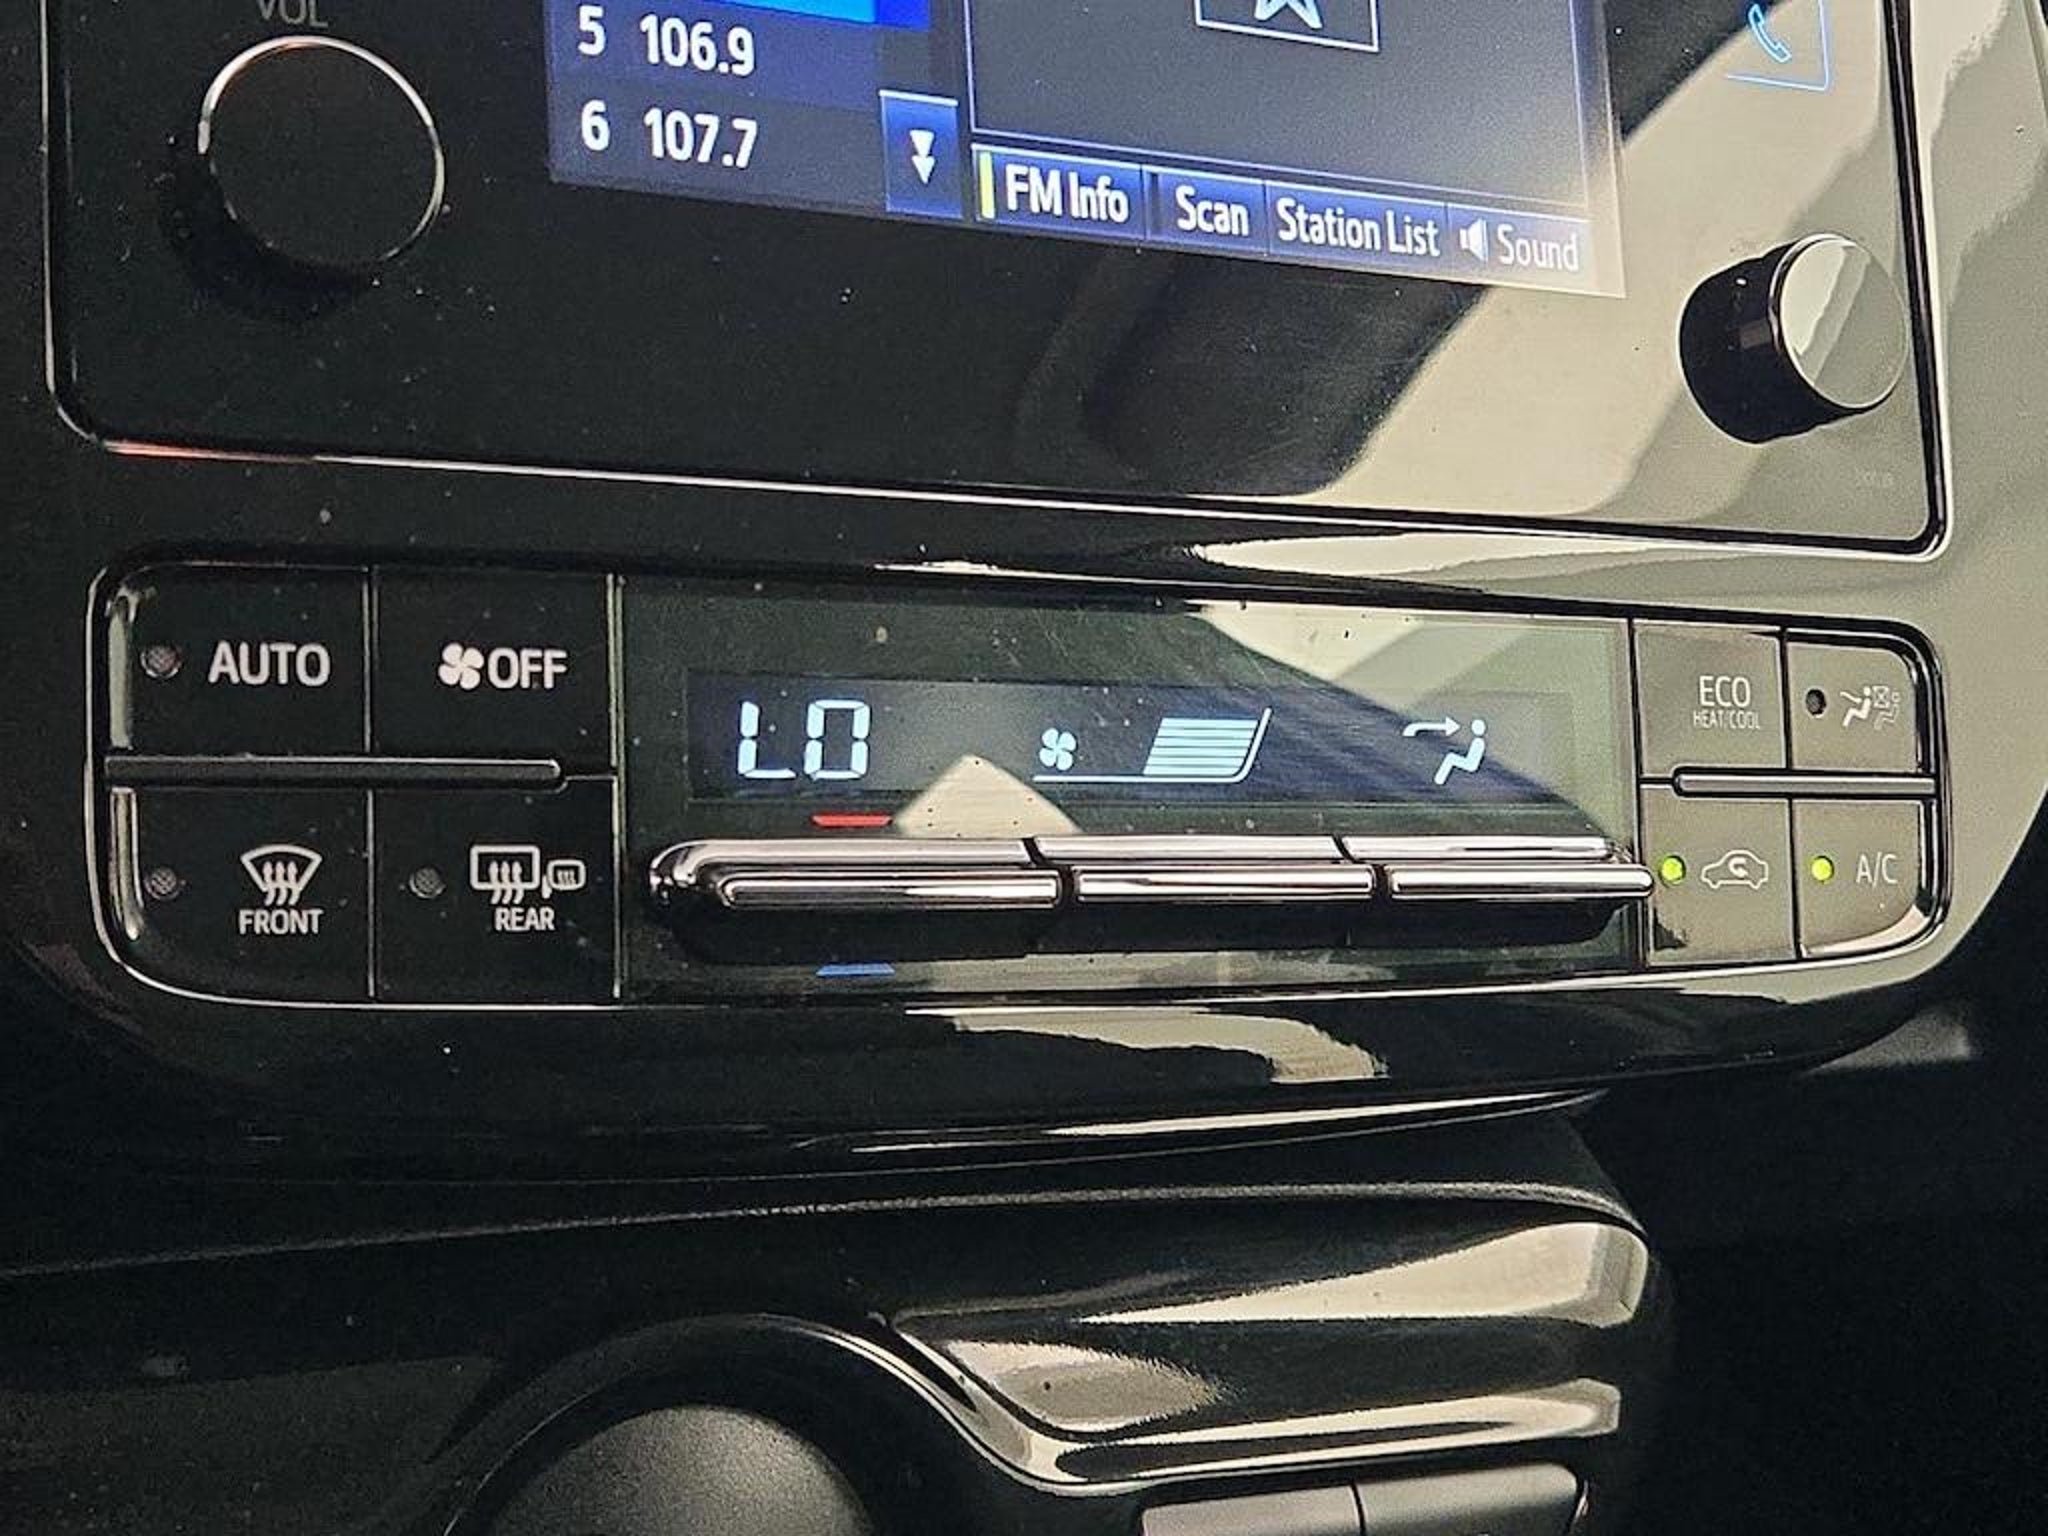 VOL
5 106.9
6 107.7
FM Info Scan Station List Sound
AUTO OFF
LO
ECO
HEAT/COOL
FRONT REAR
A/C